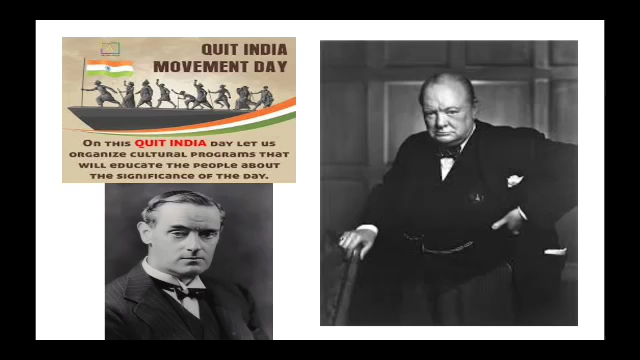 QUIT INDIA
MOVEMENT DAY
ON THIS QUIT INDIA DAY LET US
ORGANIZE CULTURAL PROGRAMS THAT
WILL EDUCATE THE PEOPLE ABOUT
THE SIGNIFICANCE OF THE DAY.